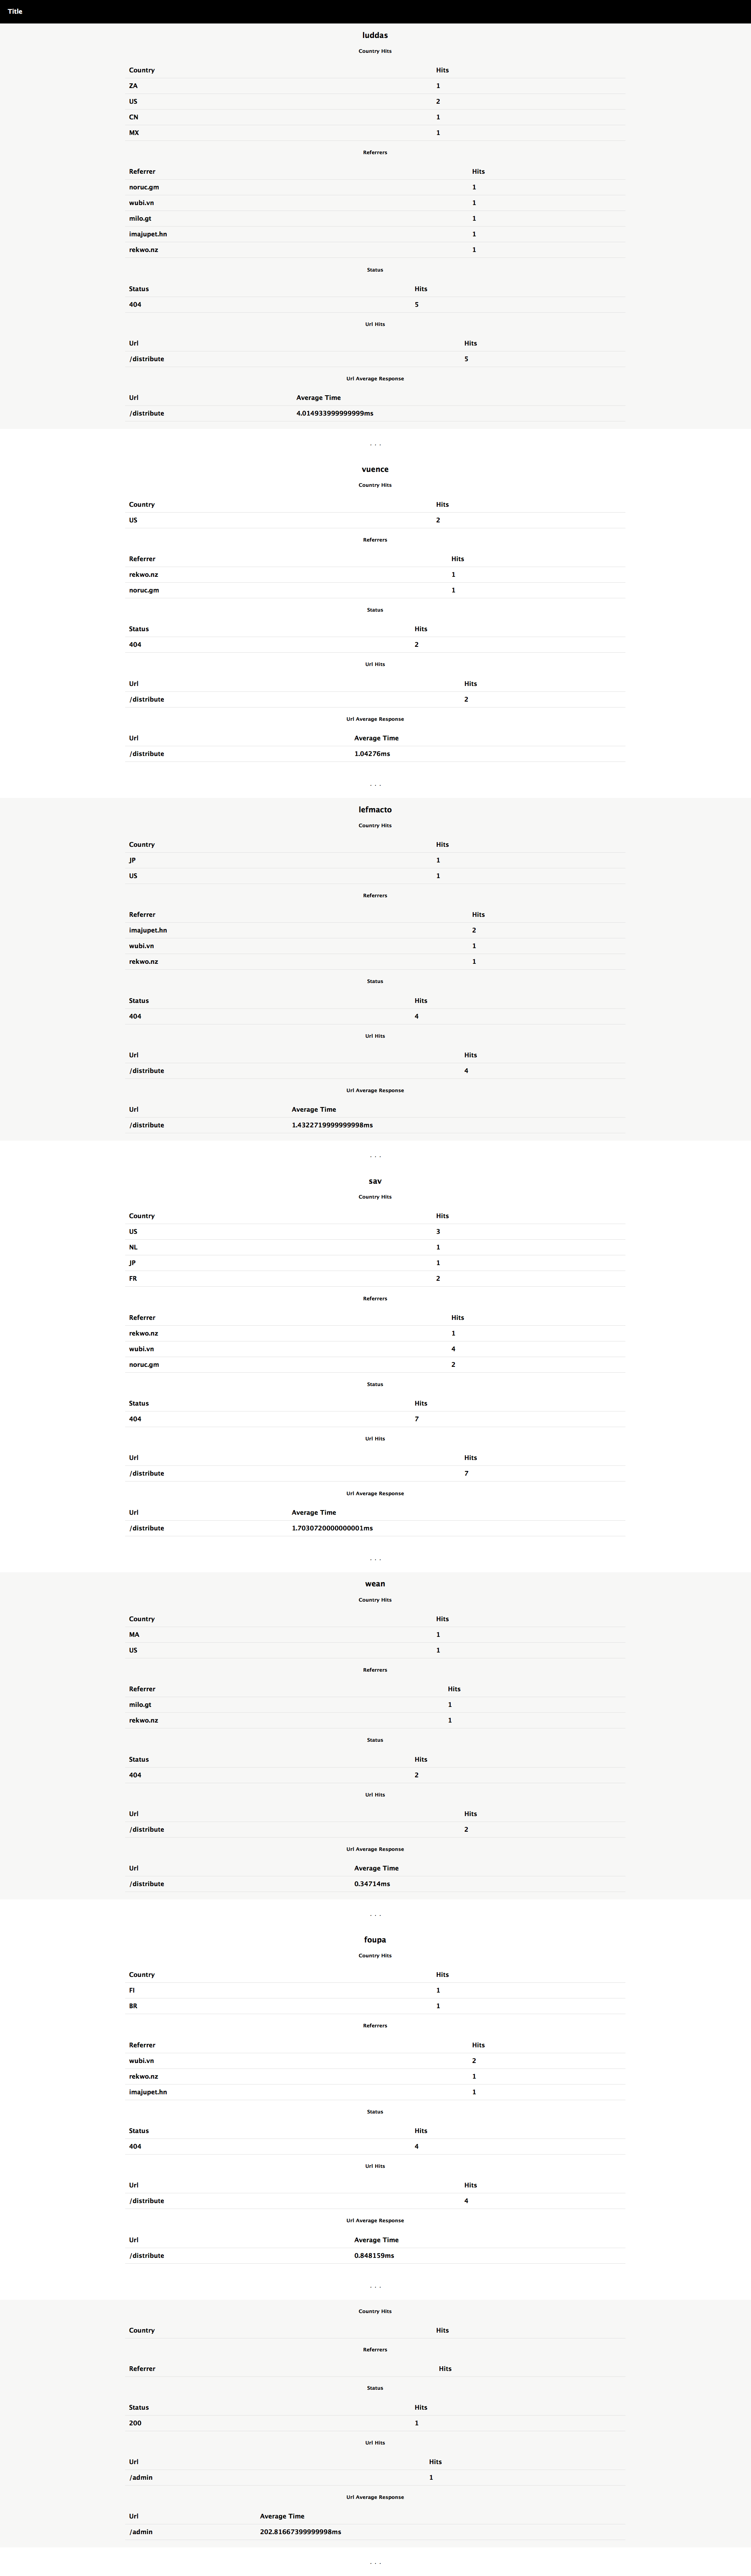 Title
luddas
Country Hits
Country Hits
ZA 1
US 2
CN 1
MX 1
Referrers
Referrer Hits
noruc.gm 1
wubi.vn 1
milo.gt 1
imajupet.hn 1
rekwo.nz 1
Status
Status Hits
404 5
Url Hits
Url Hits
/distribute 5
Url Average Response
Url Average Time
/distribute 4.014933999999999ms
...
vuence
Country Hits
Country Hits
US 2
Referrers
Referrer Hits
rekwo.nz 1
noruc.gm 1
Status
Status Hits
404 2
Url Hits
Url Hits
/distribute 2
Url Average Response
Url Average Time
/distribute 1.04276ms
...
lefmacto
Country Hits
Country Hits
JP 1
US 1
Referrers
Referrer Hits
imajupet.hn 2
wubi.vn 1
rekwo.nz 1
Status
Status Hits
404 4
Url Hits
Url Hits
/distribute 4
Url Average Response
Url Average Time
/distribute 1.4322719999999998ms
...
sav
Country Hits
Country Hits
US 3
NL 1
JP 1
FR 2
Referrers
Referrer Hits
rekwo.nz 1
wubi.vn 4
noruc.gm 2
Status
Status Hits
404 7
Url Hits
Url Hits
/distribute 7
Url Average Response
Url Average Time
/distribute 1.7030720000000001ms
...
wean
Country Hits
Country Hits
MA 1
US 1
Referrers
Referrer Hits
milo.gt 1
rekwo.nz 1
Status
Status Hits
404 2
Url Hits
Url Hits
/distribute 2
Url Average Response
Url Average Time
/distribute 0.34714ms
...
foupa
Country Hits
Country Hits
FI 1
BR 1
Referrers
Referrer Hits
wubi.vn 2
rekwo.nz 1
imajupet.hn 1
Status
Status Hits
404 4
Url Hits
Url Hits
/distribute 4
Url Average Response
Url Average Time
/distribute 0.848159ms
...
Country Hits
Country Hits
Referrers
Referrer Hits
Status
Status Hits
200 1
Url Hits
Url Hits
/admin 1
Url Average Response
Url Average Time
/admin 202.81667399999998ms
...